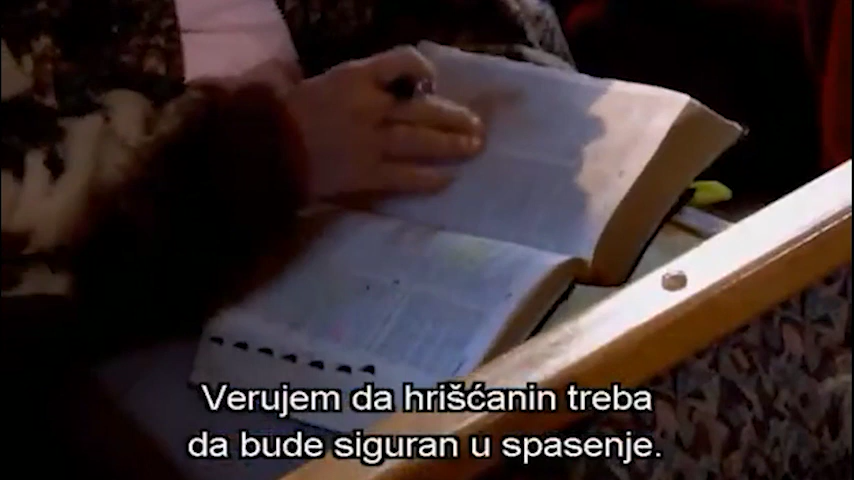 Verujem da hrišćanin treba
da bude siguran u spasenje.